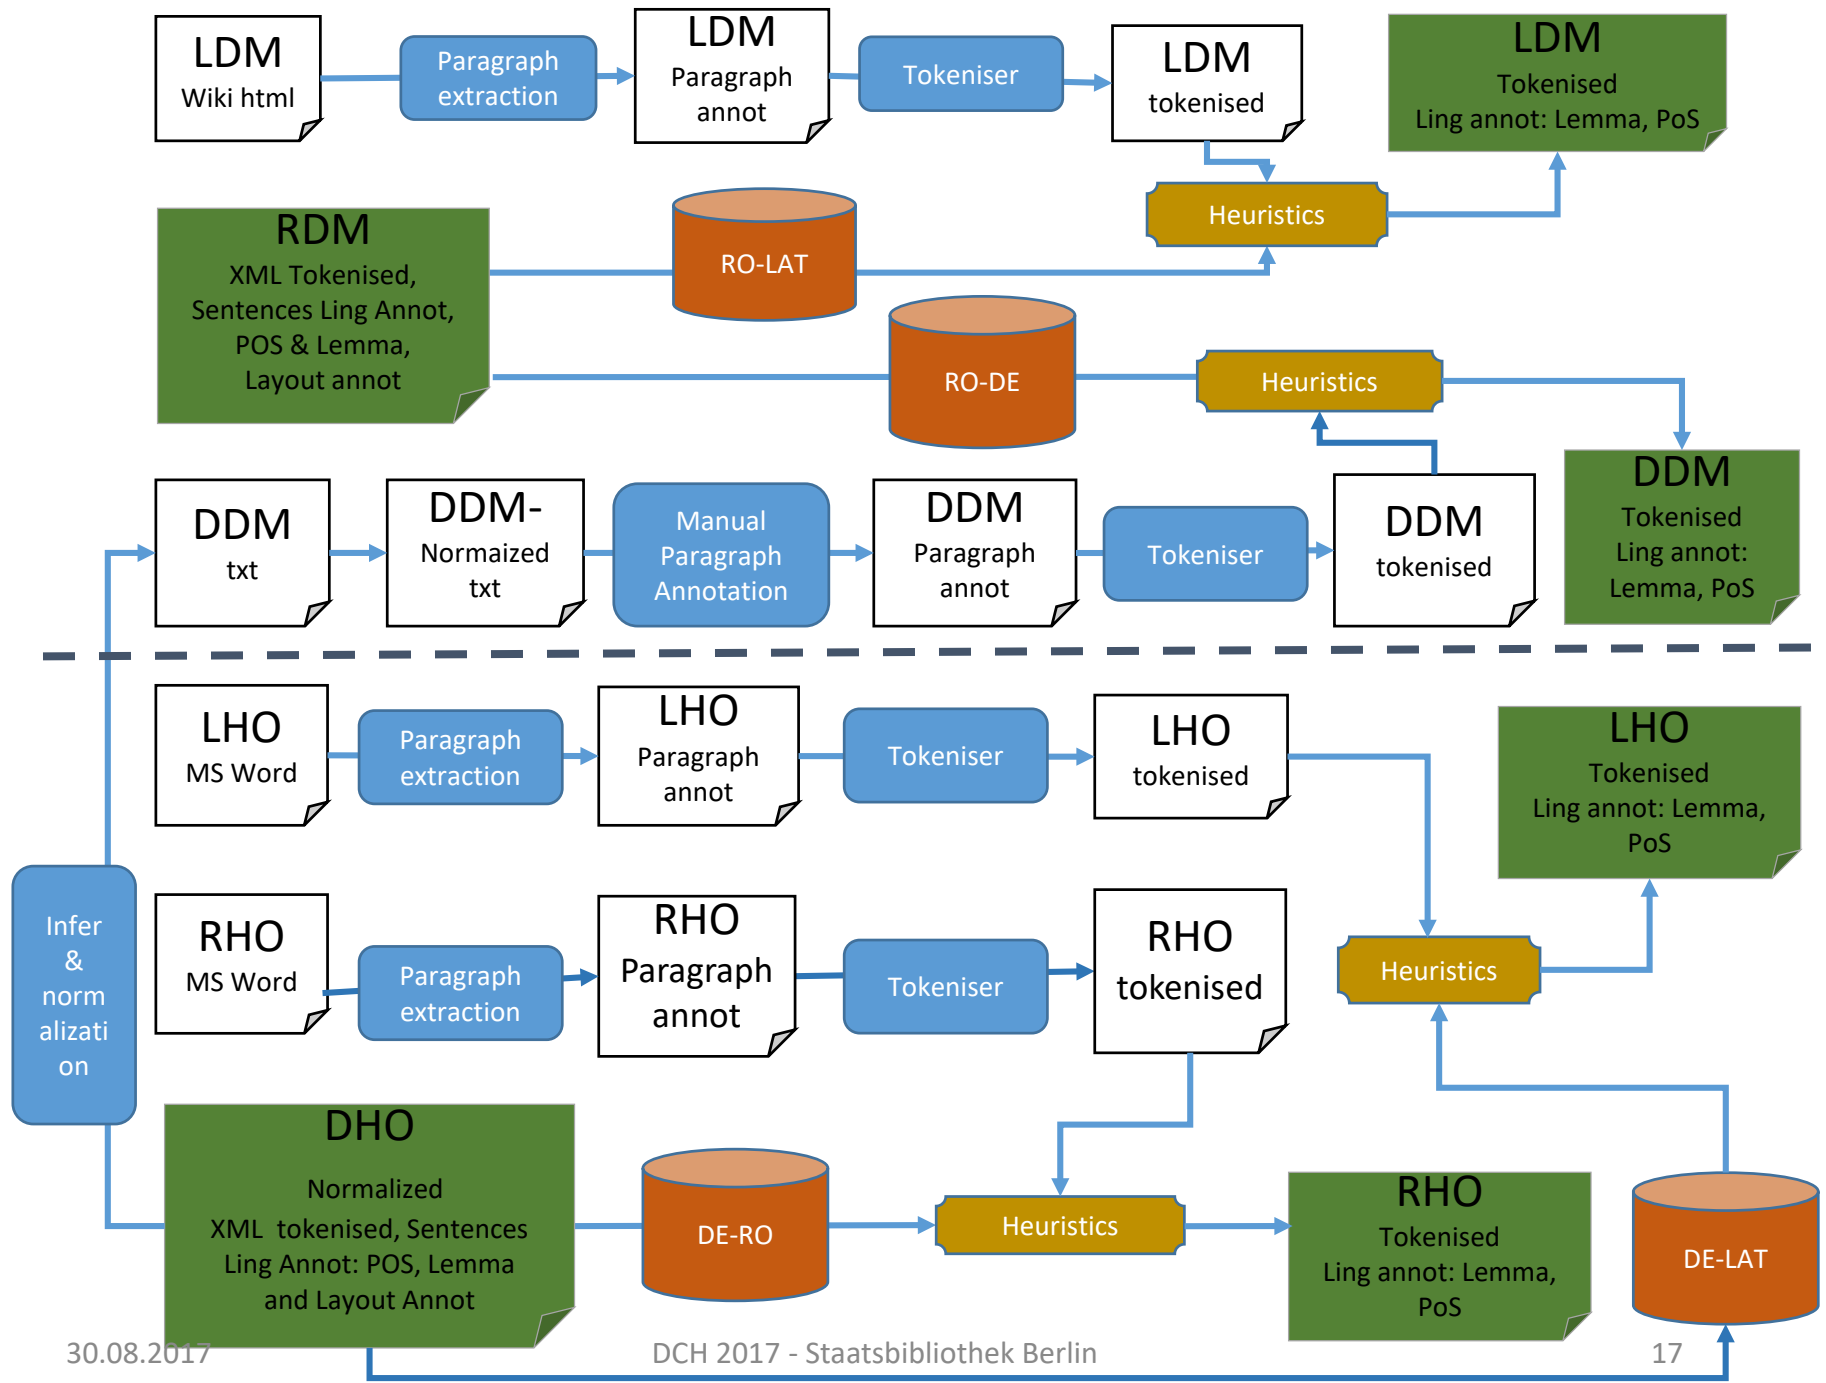 LDM
Wiki html
Paragraph
extraction
LDM
Paragraph
annot
Tokeniser
LDM
tokenised
LDM
Tokenised
Ling annot: Lemma, PoS
Heuristics
RDM
XML Tokenised,
Sentences Ling Annot,
POS & Lemma,
Layout annot
RO-LAT
RO-DE
Heuristics
DDM
txt
DDM-
Normaized
txt
Manual
Paragraph
Annotation
DDM
Paragraph
annot
Tokeniser
DDM
tokenised
DDM
Tokenised
Ling annot:
Lemma, PoS
LHO
MS Word
Paragraph
extraction
LHO
Paragraph
annot
Tokeniser
LHO
tokenised
LHO
Tokenised
Ling annot: Lemma,
PoS
Infer
&
norm
alizati
on
RHO
MS Word
Paragraph
extraction
RHO
Paragraph
annot
Tokeniser
RHO
tokenised
Heuristics
DHO
Normalized
XML tokenised, Sentences
Ling Annot: POS, Lemma
and Layout Annot
DE-RO
Heuristics
RHO
Tokenised
Ling annot: Lemma,
PoS
DE-LAT
30.08.2017
DCH 2017 - Staatsbibliothek Berlin
17